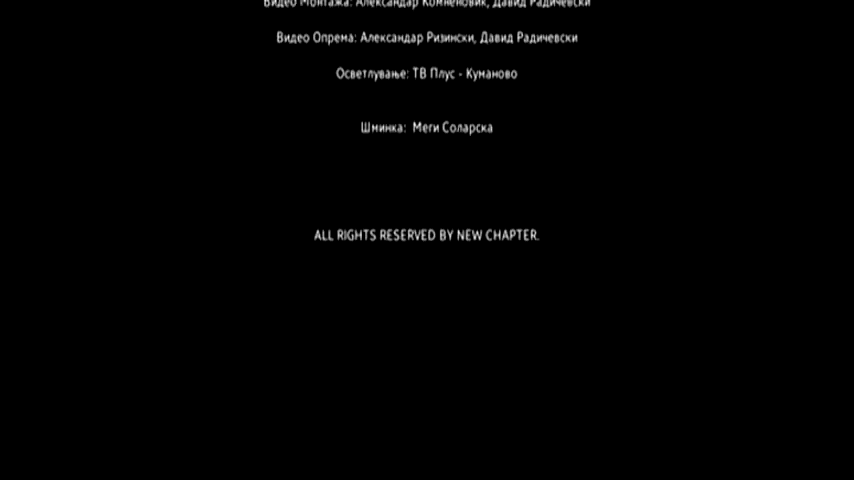 Видео Монтажа: Александар Комненовиќ, Давид Радичевски
Видео Опрема: Александар Ризински, Давид Радичевски
Осветлување: ТВ Плус - Куманово
Шминка: Меги Соларска
ALL RIGHTS RESERVED BY NEW CHAPTER.